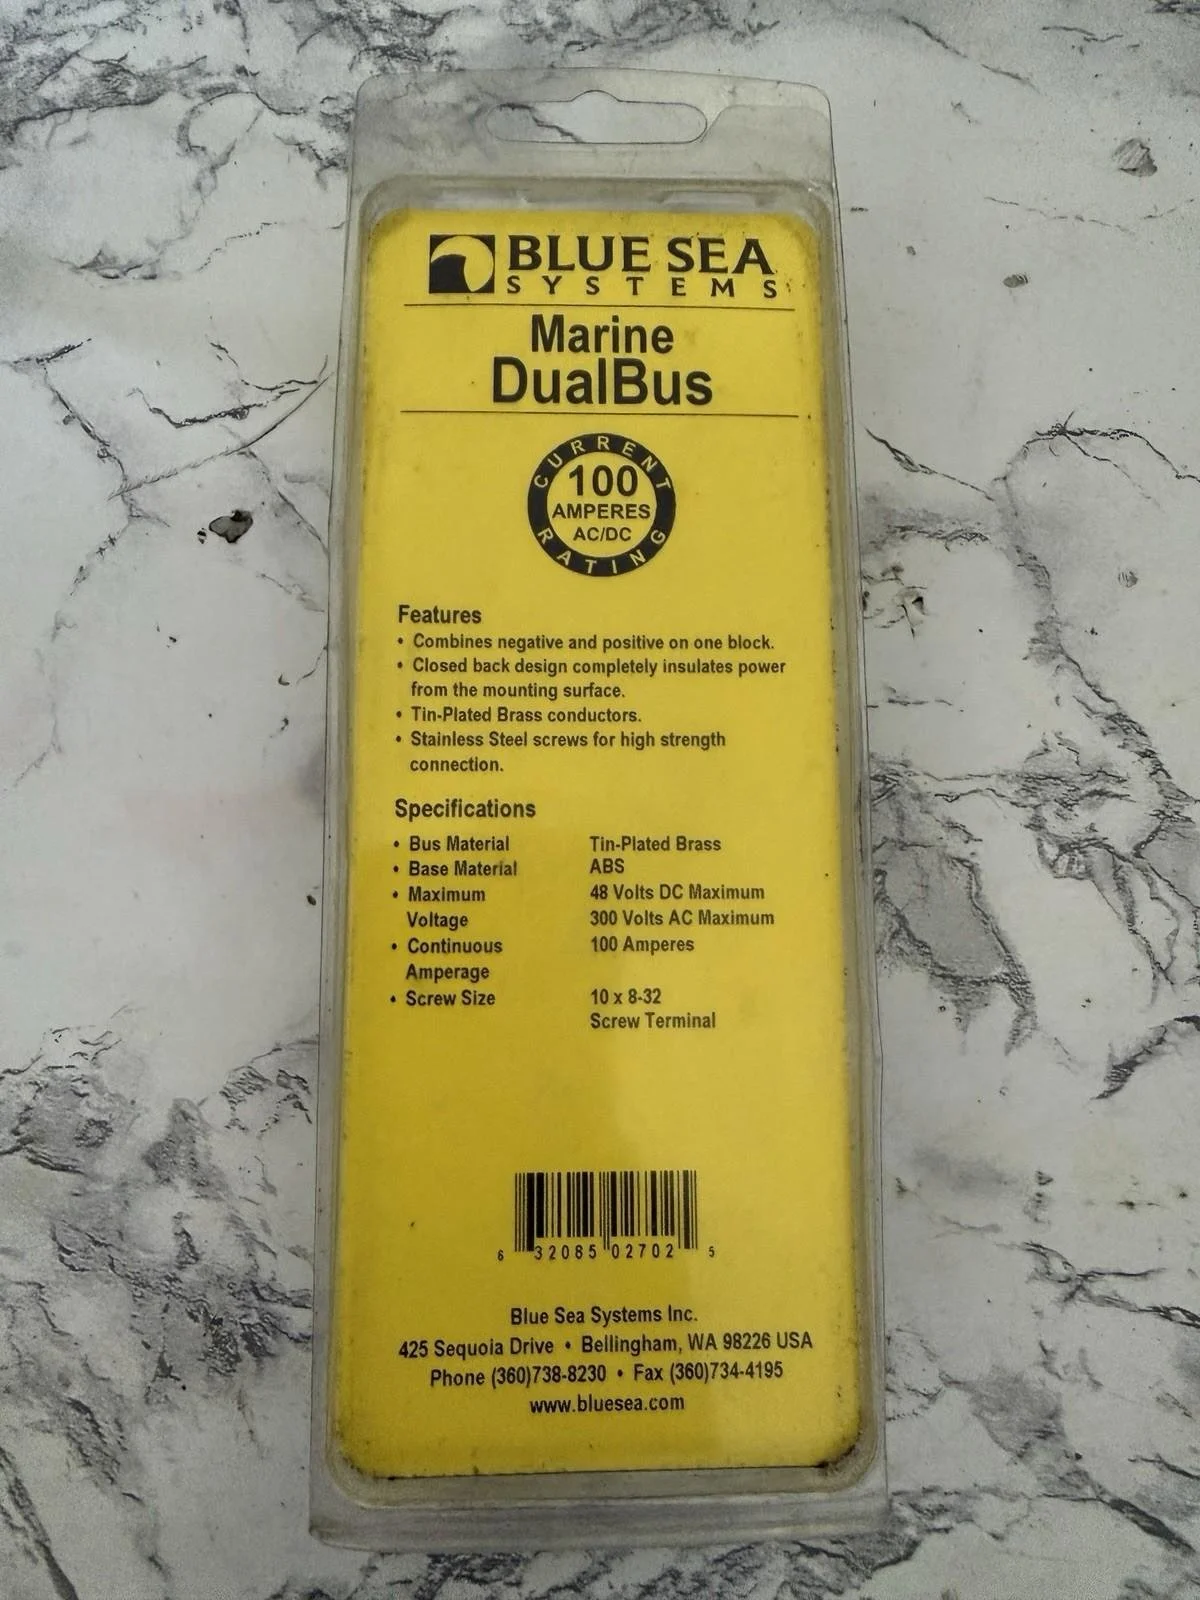 BLUE SEA
SYSTEMS
Marine
DualBus
CURRENT
100
AMPERES
AC/DC
RATING
Features
• Combines negative and positive on one block.
• Closed back design completely insulates power
from the mounting surface.
• Tin-Plated Brass conductors.
• Stainless Steel screws for high strength
connection.
Specifications
• Bus Material Tin-Plated Brass
• Base Material ABS
• Maximum 48 Volts DC Maximum
Voltage 300 Volts AC Maximum
• Continuous 100 Amperes
Amperage
• Screw Size 10 x 8-32
Screw Terminal
6 32085 02702 5
Blue Sea Systems Inc.
425 Sequoia Drive • Bellingham, WA 98226 USA
Phone (360)738-8230 • Fax (360)734-4195
www.bluesea.com